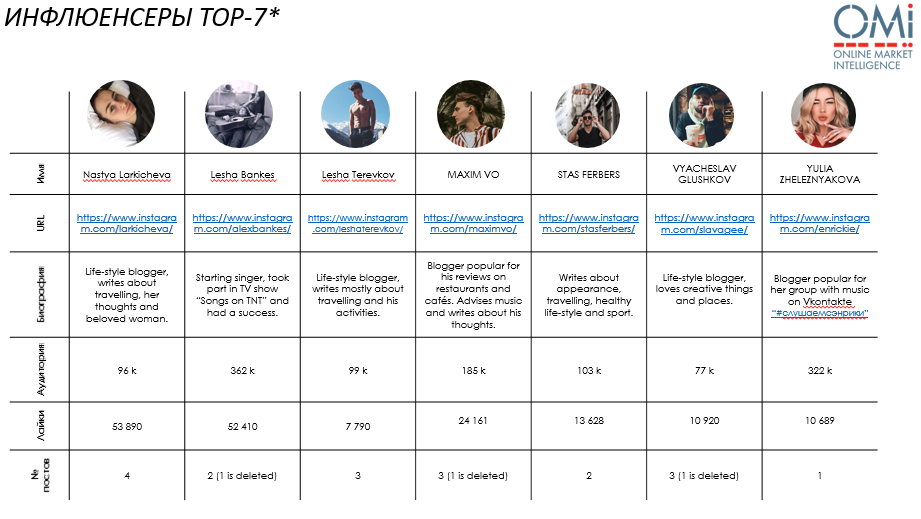 ИНФЛЮЕНСЕРЫ TOP-7*
OMi
ONLINE MARKET
INTELLIGENCE
Имя
Nastya Larkicheva
Lesha Bankes
Lesha Terevkov
MAXIM VO
STAS FERBERS
VYACHESLAV
GLUSHKOV
YULIA
ZHELEZNYAKOVA
URL
https://www.instagra
m.com/larkicheva/
https://www.instagra
m.com/alexbankes/
https://www.instagram
.com/leshaterevkov/
https://www.instagra
m.com/maximvo/
https://www.instagra
m.com/stasferbers/
https://www.instagra
m.com/slavagee/
https://www.instagra
m.com/enrickie/
Биография
Life-style blogger,
writes about
travelling, her
thoughts and
beloved woman.
Starting singer, took
part in TV show
“Songs on TNT” and
had a success.
Life-style blogger,
writes mostly about
travelling and his
activities.
Blogger popular for
his reviews on
restaurants and
cafés. Advises music
and writes about his
thoughts.
Writes about
appearance,
travelling, healthy
life-style and sport.
Life-style blogger,
loves creative things
and places.
Blogger popular for
her group with music
on Vkontakte
“#слушаемсэнрики”
Аудитория
96 k
362 k
99 k
185 k
103 k
77 k
322 k
Лайки
53 890
52 410
7 790
24 161
13 628
10 920
10 689
№
постов
4
2 (1 is deleted)
3
3 (1 is deleted)
2
3 (1 is deleted)
1